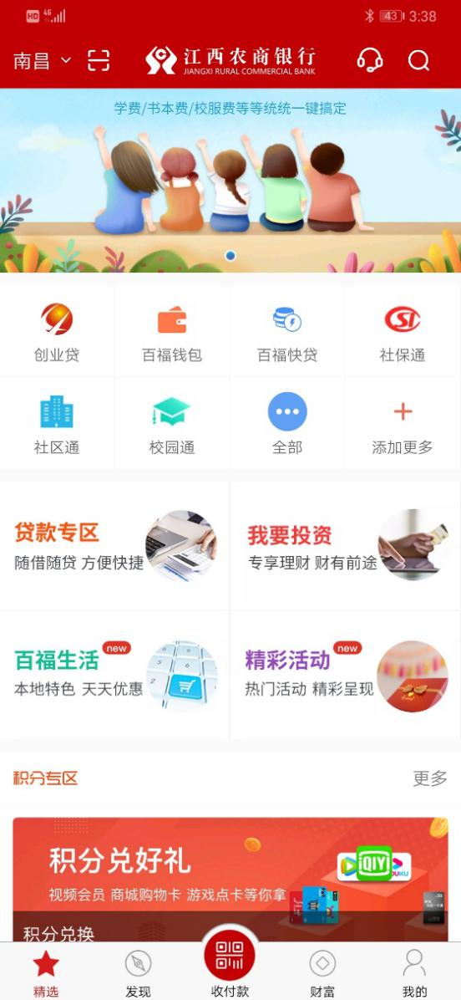 HD 4G 43 3:38
南昌 江西农商银行
JIANGXI RURAL COMMERCIAL BANK
学费/书本费/校服费等等统统一键搞定
创业贷 百福钱包 百福快贷 社保通
社区通 校园通 全部 添加更多
贷款专区
随借随贷 方便快捷
我要投资
专享理财 财有前途
百福生活 new
本地特色 天天优惠
精彩活动 new
热门活动 精彩呈现
积分专区 更多
积分兑好礼
视频会员 商城购物卡 游戏点卡等你拿
iQIYI
UKU
积分兑换
精选 发现 收付款 财富 我的